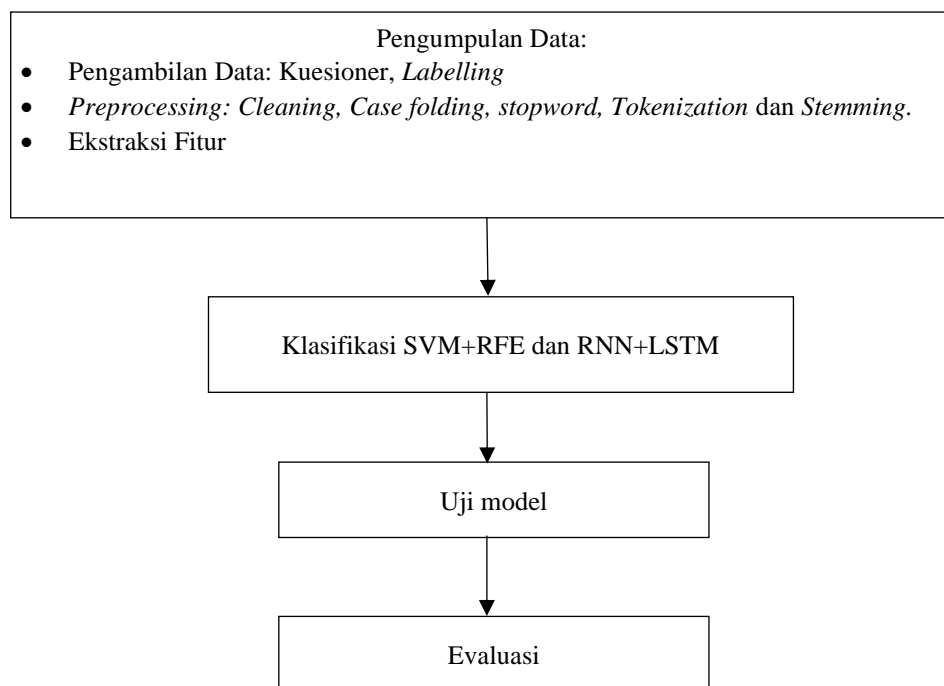 Pengumpulan Data:
• Pengambilan Data: Kuesioner, Labelling
• Preprocessing: Cleaning, Case folding, stopword, Tokenization dan Stemming.
• Ekstraksi Fitur
Klasifikasi SVM+RFE dan RNN+LSTM
Uji model
Evaluasi